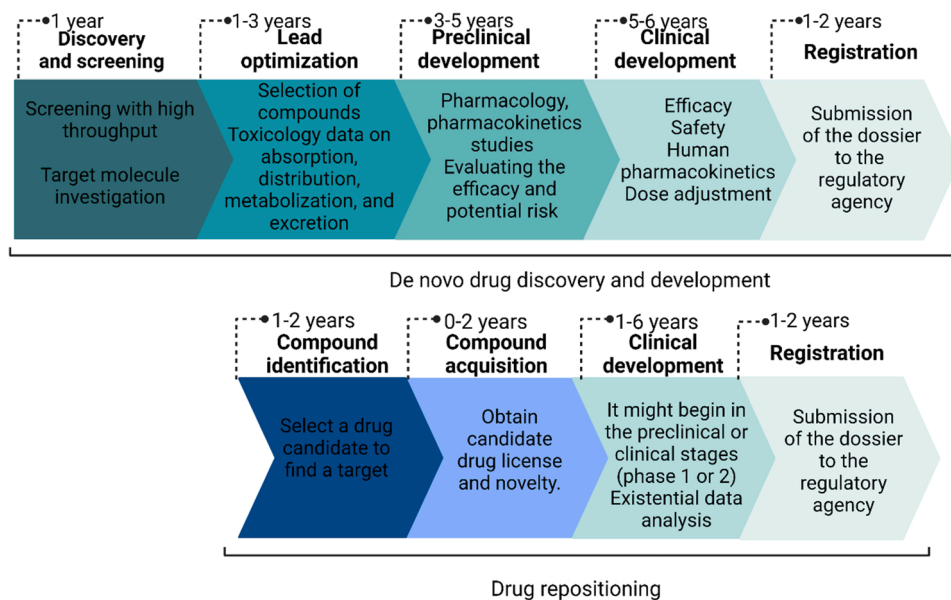 1 year
Discovery
and screening
Screening with high
throughput
Target molecule
investigation
1-3 years
Lead
optimization
Selection of
compounds
Toxicology data on
absorption,
distribution,
metabolization, and
excretion
3-5 years
Preclinical
development
Pharmacology,
pharmacokinetics
studies
Evaluating the
efficacy and
potential risk
5-6 years
Clinical
development
Efficacy
Safety
Human
pharmacokinetics
Dose adjustment
1-2 years
Registration
Submission
of the dossier
to the
regulatory
agency
De novo drug discovery and development
1-2 years
Compound
identification
Select a drug
candidate to
find a target
0-2 years
Compound
acquisition
Obtain
candidate
drug license
and novelty.
1-6 years
Clinical
development
It might begin in
the preclinical or
clinical stages
(phase 1 or 2)
Existential data
analysis
1-2 years
Registration
Submission
of the dossier
to the
regulatory
agency
Drug repositioning